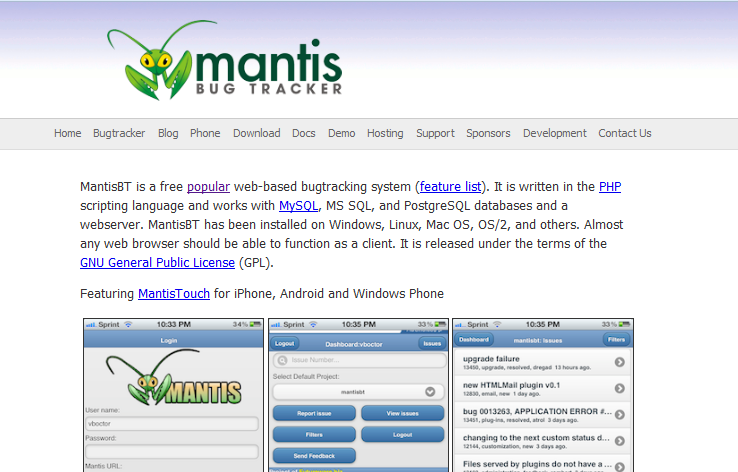 mantis
BUG TRACKER
Home Bugtracker Blog Phone Download Docs Demo Hosting Support Sponsors Development Contact Us
MantisBT is a free popular web-based bugtracking system (feature list). It is written in the PHP
scripting language and works with MySQL, MS SQL, and PostgreSQL databases and a
webserver. MantisBT has been installed on Windows, Linux, Mac OS, OS/2, and others. Almost
any web browser should be able to function as a client. It is released under the terms of the
GNU General Public License (GPL).
Featuring MantisTouch for iPhone, Android and Windows Phone
Sprint 10:33 PM 34%
Login
MANTIS
User name:
vboctor
Password:
Mantis URL:
Sprint 10:35 PM 33%
Logout Dashboard:vboctor Issues
Issue Number...
Select Default Project:
mantisbt
Report issue View issues
Filters Logout
Send Feedback
Sprint 10:35 PM 33%
Dashboard mantisbt: Issues Filters
upgrade failure
13450, upgrade, resolved, dregad 13 hours ago.
new HTMLMail plugin v0.1
12830, email, new 1 day ago.
bug 0013263, APPLICATION ERROR #...
13451, plug-ins, resolved, atrol 3 days ago.
changing to the next custom status d...
12144, customization, new 3 days ago.
Files served by plugins do not have a ...